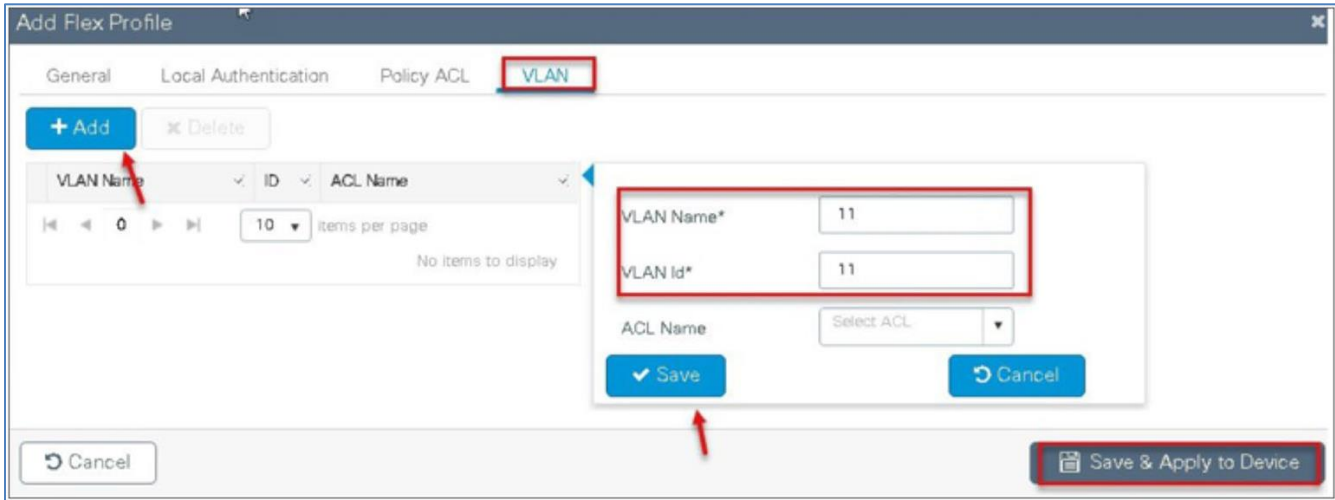 Add Flex Profile
General Local Authentication Policy ACL VLAN
+ Add × Delete
VLAN Name ID ACL Name
0 10 items per page
No items to display
VLAN Name* 11
VLAN Id* 11
ACL Name Select ACL
Save Cancel
Cancel Save & Apply to Device